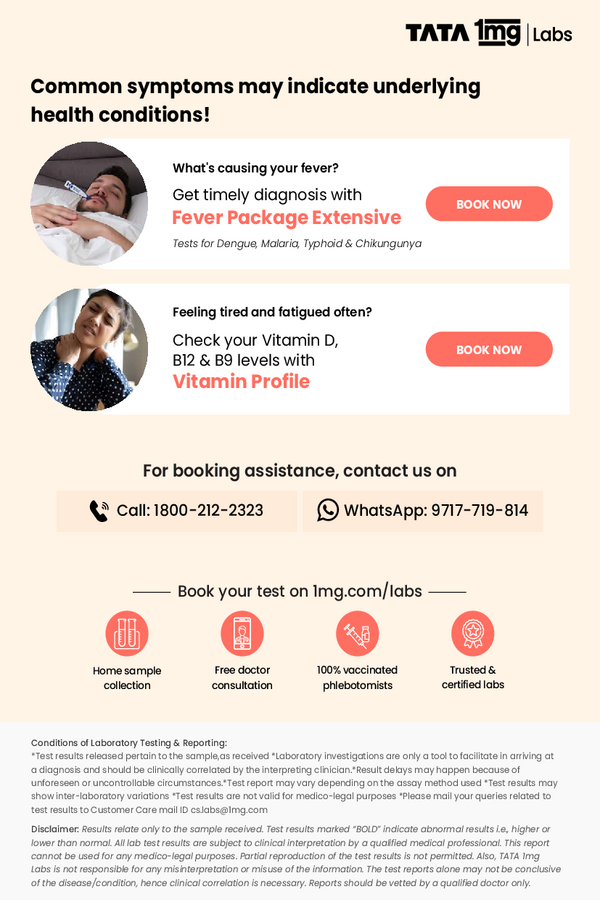 TATA 1mg Labs
Common symptoms may indicate underlying
health conditions!
What's causing your fever?
Get timely diagnosis with
Fever Package Extensive
Tests for Dengue, Malaria, Typhoid & Chikungunya
BOOK NOW
Feeling tired and fatigued often?
Check your Vitamin D,
B12 & B9 levels with
Vitamin Profile
BOOK NOW
For booking assistance, contact us on
Call: 1800-212-2323
WhatsApp: 9717-719-814
Book your test on 1mg.com/labs
Home sample
collection
Free doctor
consultation
100% vaccinated
phlebotomists
Trusted &
certified labs
Conditions of Laboratory Testing & Reporting:
*Test results released pertain to the sample,as received *Laboratory investigations are only a tool to facilitate in arriving at
a diagnosis and should be clinically correlated by the interpreting clinician.*Result delays may happen because of
unforeseen or uncontrollable circumstances.*Test report may vary depending on the assay method used *Test results may
show inter-laboratory variations *Test results are not valid for medico-legal purposes *Please mail your queries related to
test results to Customer Care mail ID cs.labs@1mg.com
Disclaimer: Results relate only to the sample received. Test results marked “BOLD” indicate abnormal results i.e., higher or
lower than normal. All lab test results are subject to clinical interpretation by a qualified medical professional. This report
cannot be used for any medico-legal purposes. Partial reproduction of the test results is not permitted. Also, TATA 1mg
Labs is not responsible for any misinterpretation or misuse of the information. The test reports alone may not be conclusive
of the disease/condition, hence clinical correlation is necessary. Reports should be vetted by a qualified doctor only.